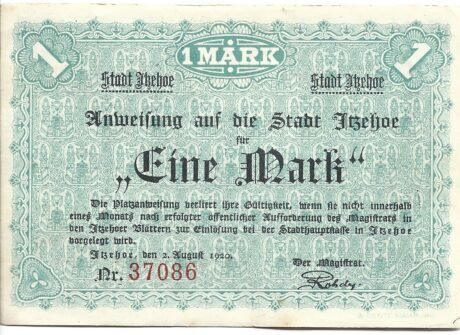 1 1 MARK 1
Stadt Itzehoe Stadt Itzehoe
Anweisung auf die Stadt Itzehoe
für
„Eine Mark“
Die Platzanweisung verliert ihre Gültigkeit, wenn sie nicht innerhalb
eines Monats nach erfolgter öffentlicher Aufforderung des Magistrats in
den Itzehoer Blättern zur Einlösung bei der Stadthauptkasse in Itzehoe
vorgelegt wird.
Itzehoe, den 2. August 1920.
Der Magistrat.
Nr. 37086
Rohde,